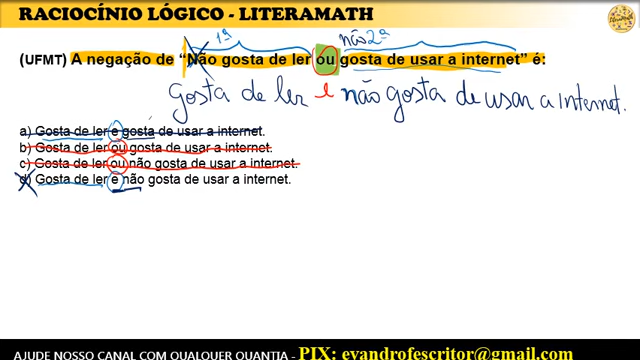 RACIOCÍNIO LÓGICO - LITERAMATH
1ª não 2ª
(UFMT) A negação de “Não gosta de ler ou gosta de usar a internet” é:
Gosta de ler e não gosta de usar a internet.
a) Gosta de ler e gosta de usar a internet.
b) Gosta de ler ou gosta de usar a internet.
c) Gosta de ler ou não gosta de usar a internet.
d) Gosta de ler e não gosta de usar a internet.
AJUDE NOSSO CANAL COM QUALQUER QUANTIA - PIX: evandrofescritor@gmail.com